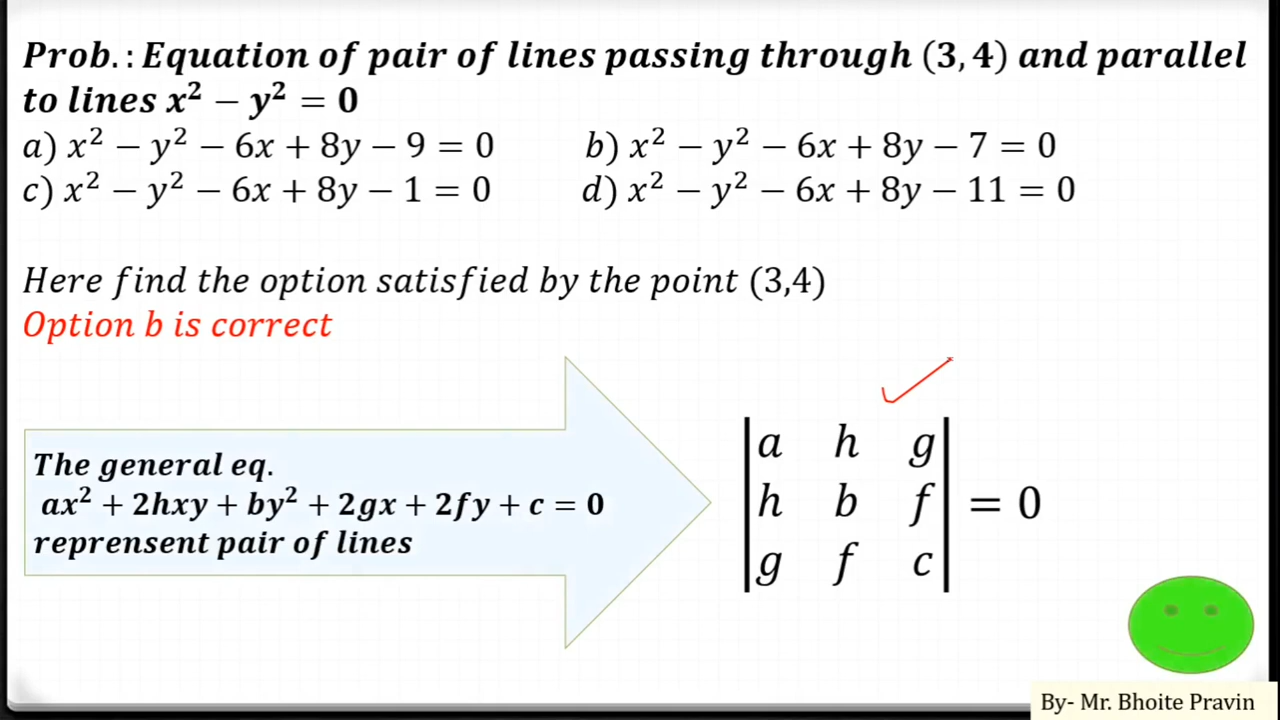 Prob.: Equation of pair of lines passing through (3, 4) and parallel
to lines x² − y² = 0
a) x² − y² − 6x + 8y − 9 = 0 b) x² − y² − 6x + 8y − 7 = 0
c) x² − y² − 6x + 8y − 1 = 0 d) x² − y² − 6x + 8y − 11 = 0
Here find the option satisfied by the point (3,4)
Option b is correct
The general eq.
ax² + 2hxy + by² + 2gx + 2fy + c = 0
reprensent pair of lines
| a h g |
| h b f | = 0
| g f c |
By- Mr. Bhoite Pravin